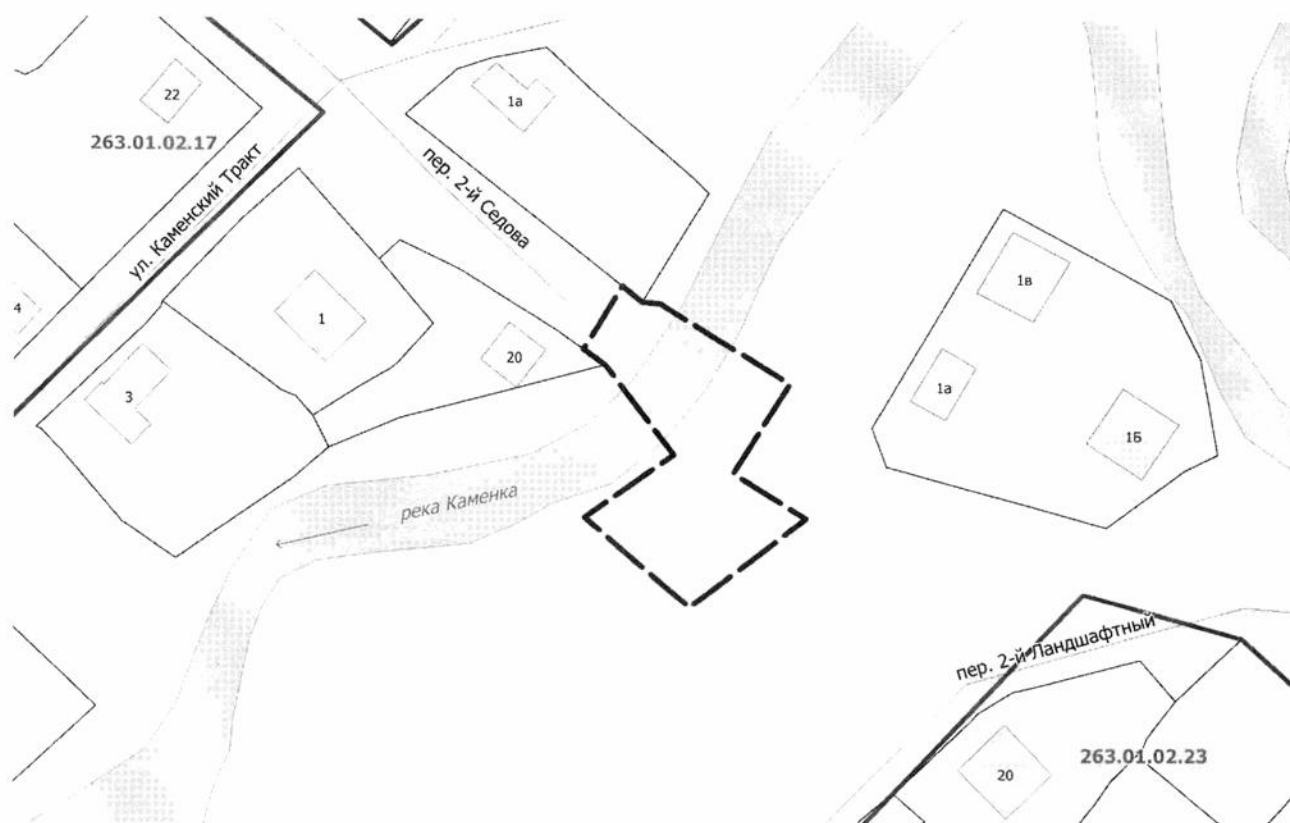 22
1а
263.01.02.17
ул. Каменский Тракт
пер. 2-й Седова
1в
4
1
20
1а
3
1Б
река Каменка
пер. 2-й Ландшафтный
263.01.02.23
20